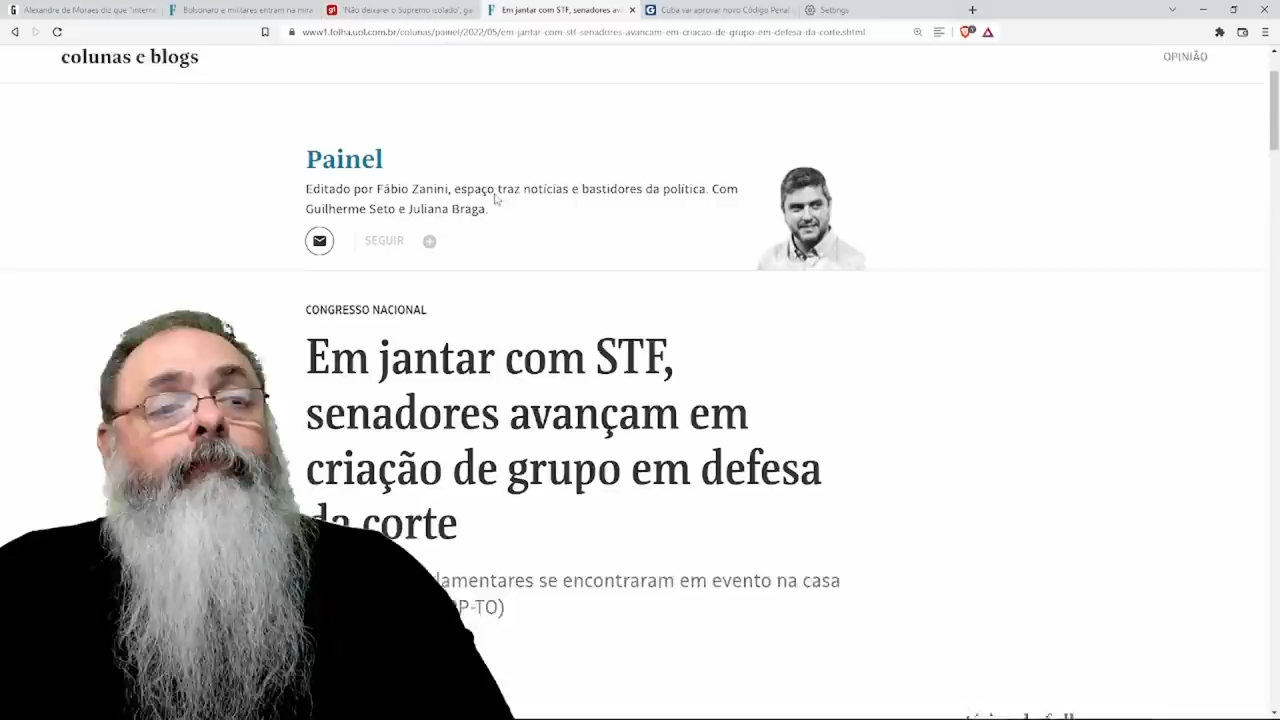 Alexandre de Moraes diz que "intern
Bolsonaro e militares entram na mira
'Não deixarei o Supremo isolado', ga
Em jantar com STF, senadores av
Cuba vai aprovar novo Código Penal
Settings
www1.folha.uol.com.br/colunas/painel/2022/05/em-jantar-com-stf-senadores-avancam-em-criacao-de-grupo-em-defesa-da-corte.shtml
colunas e blogs
OPINIÃO
Painel
Editado por Fábio Zanini, espaço traz notícias e bastidores da política. Com
Guilherme Seto e Juliana Braga.
SEGUIR
CONGRESSO NACIONAL
Em jantar com STF,
senadores avançam em
criação de grupo em defesa
da corte
lamentares se encontraram em evento na casa
P-TO)